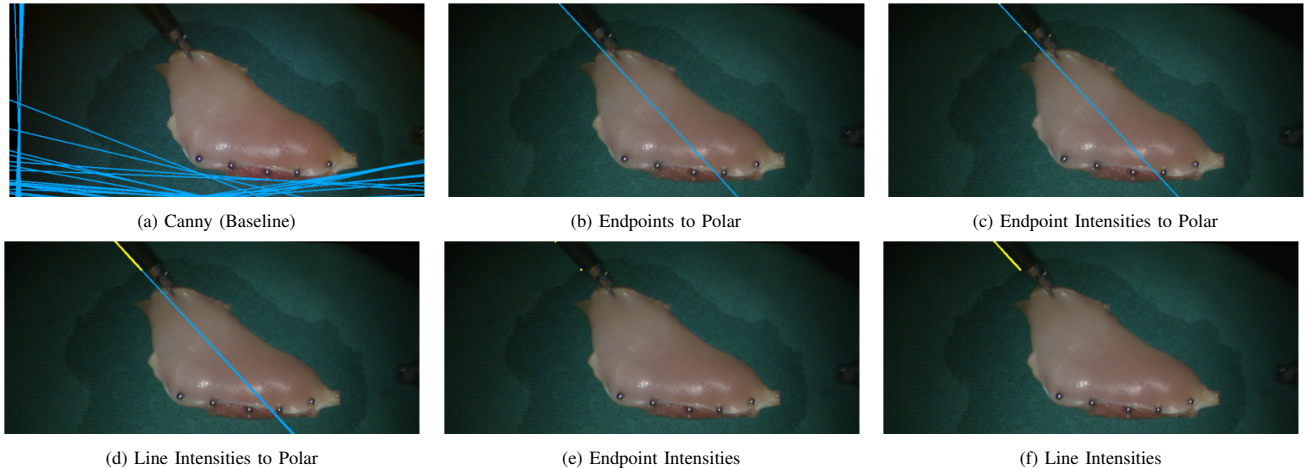 (a) Canny (Baseline)
(b) Endpoints to Polar
(c) Endpoint Intensities to Polar
(d) Line Intensities to Polar
(e) Endpoint Intensities
(f) Line Intensities